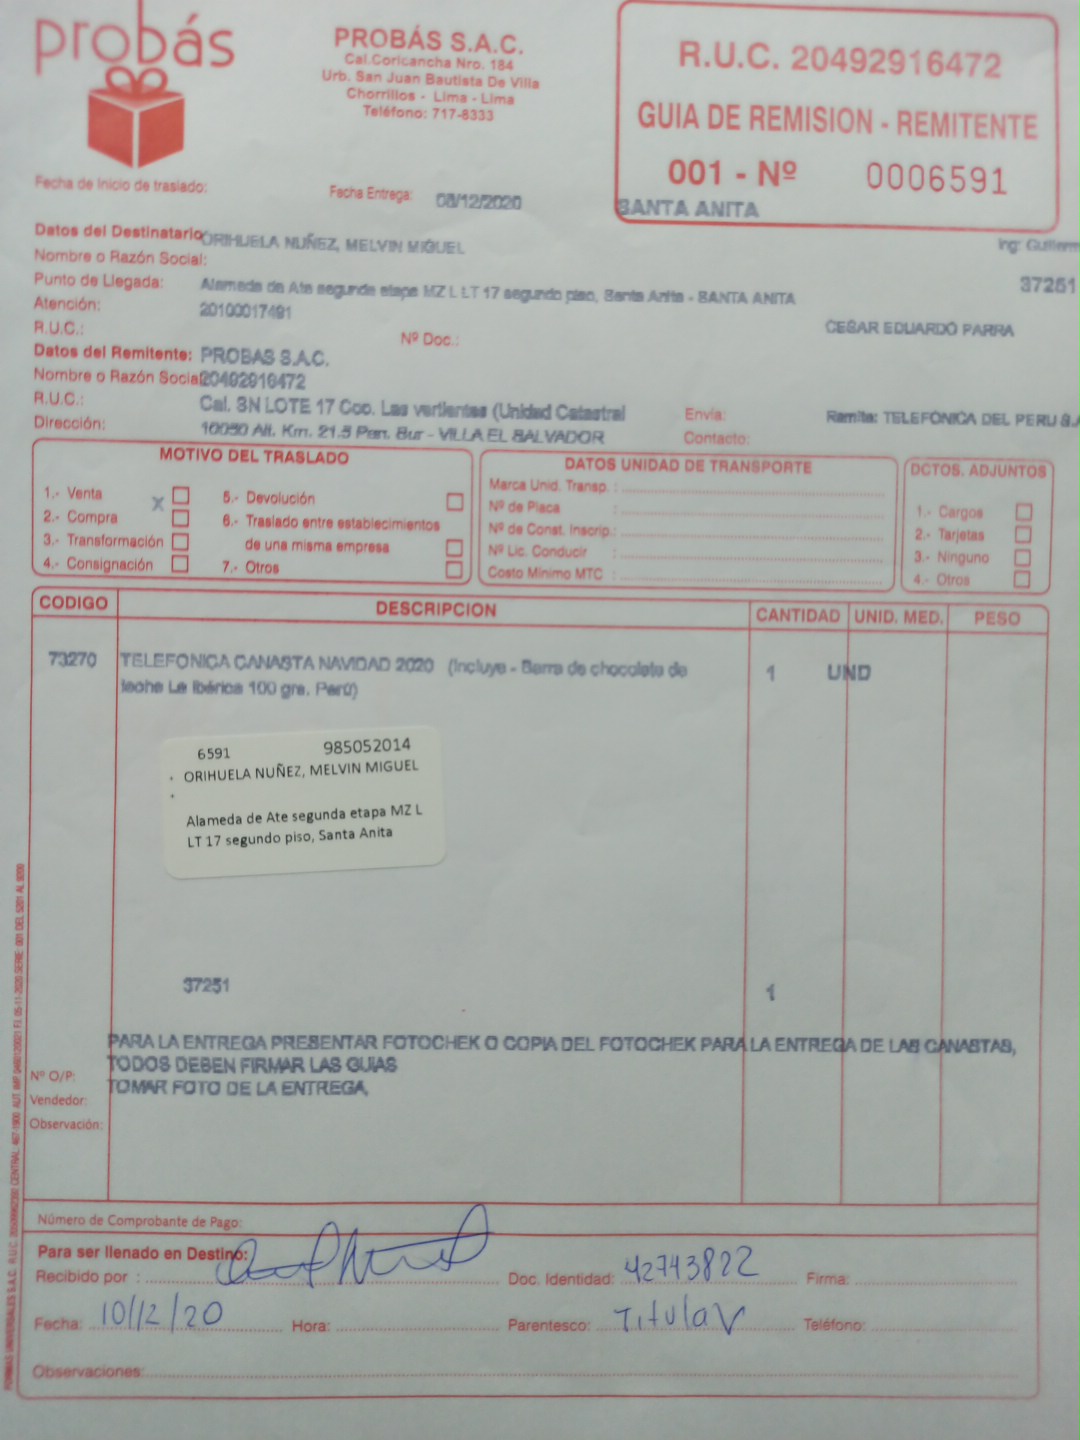 probás
PROBÁS S.A.C.
Cal.Coricancha Nro. 184
Urb. San Juan Bautista De Villa
Chorrillos - Lima - Lima
Teléfono: 717-8333
R.U.C. 20492916472
GUIA DE REMISION - REMITENTE
001 - Nº 0006591
SANTA ANITA
Fecha de Inicio de traslado:
Fecha Entrega: 08/12/2020
Datos del Destinatario
ORIHUELA NUÑEZ, MELVIN MIGUEL
Ing° Guillerm
Nombre o Razón Social:
Punto de Llegada: Alameda de Ate segunda etapa MZ L LT 17 segundo piso, Santa Anita - SANTA ANITA
37251
Atención: 20100017491
R.U.C.:
Nº Doc.:
CESAR EDUARDO PARRA
Datos del Remitente: PROBAS S.A.C.
Nombre o Razón Social 20492916472
R.U.C.: Cal. SN LOTE 17 Coo. Las vertientes (Unidad Catastral
Envia: Remite: TELEFONICA DEL PERU S.A
Dirección: 10050 Alt. Km. 21.5 Pan. Sur - VILLA EL SALVADOR
Contacto:
MOTIVO DEL TRASLADO
1.- Venta X
2.- Compra
3.- Transformación
4.- Consignación
5.- Devolución
6.- Traslado entre establecimientos
de una misma empresa
7.- Otros
DATOS UNIDAD DE TRANSPORTE
Marca Unid. Transp. :
Nº de Placa :
Nº de Const. Inscrip.:
Nº Lic. Conducir :
Costo Mínimo MTC :
DCTOS. ADJUNTOS
1.- Cargos
2.- Tarjetas
3.- Ninguno
4.- Otros
CODIGO DESCRIPCION CANTIDAD UNID. MED. PESO
73270 TELEFONICA CANASTA NAVIDAD 2020 (Incluye - Barra de chocolate de
leche La Ibérica 100 grs. Perú)
1 UND
6591 985052014
ORIHUELA NUÑEZ, MELVIN MIGUEL
Alameda de Ate segunda etapa MZ L
LT 17 segundo piso, Santa Anita
37251 1
PARA LA ENTREGA PRESENTAR FOTOCHEK O COPIA DEL FOTOCHEK PARA LA ENTREGA DE LAS CANASTAS,
TODOS DEBEN FIRMAR LAS GUIAS
TOMAR FOTO DE LA ENTREGA,
Nº O/P:
Vendedor:
Observación:
Número de Comprobante de Pago:
Para ser llenado en Destino:
Recibido por :
Doc. Identidad: 42743822
Firma:
Fecha: 10/12/20
Hora:
Parentesco: Titular
Teléfono:
Observaciones: